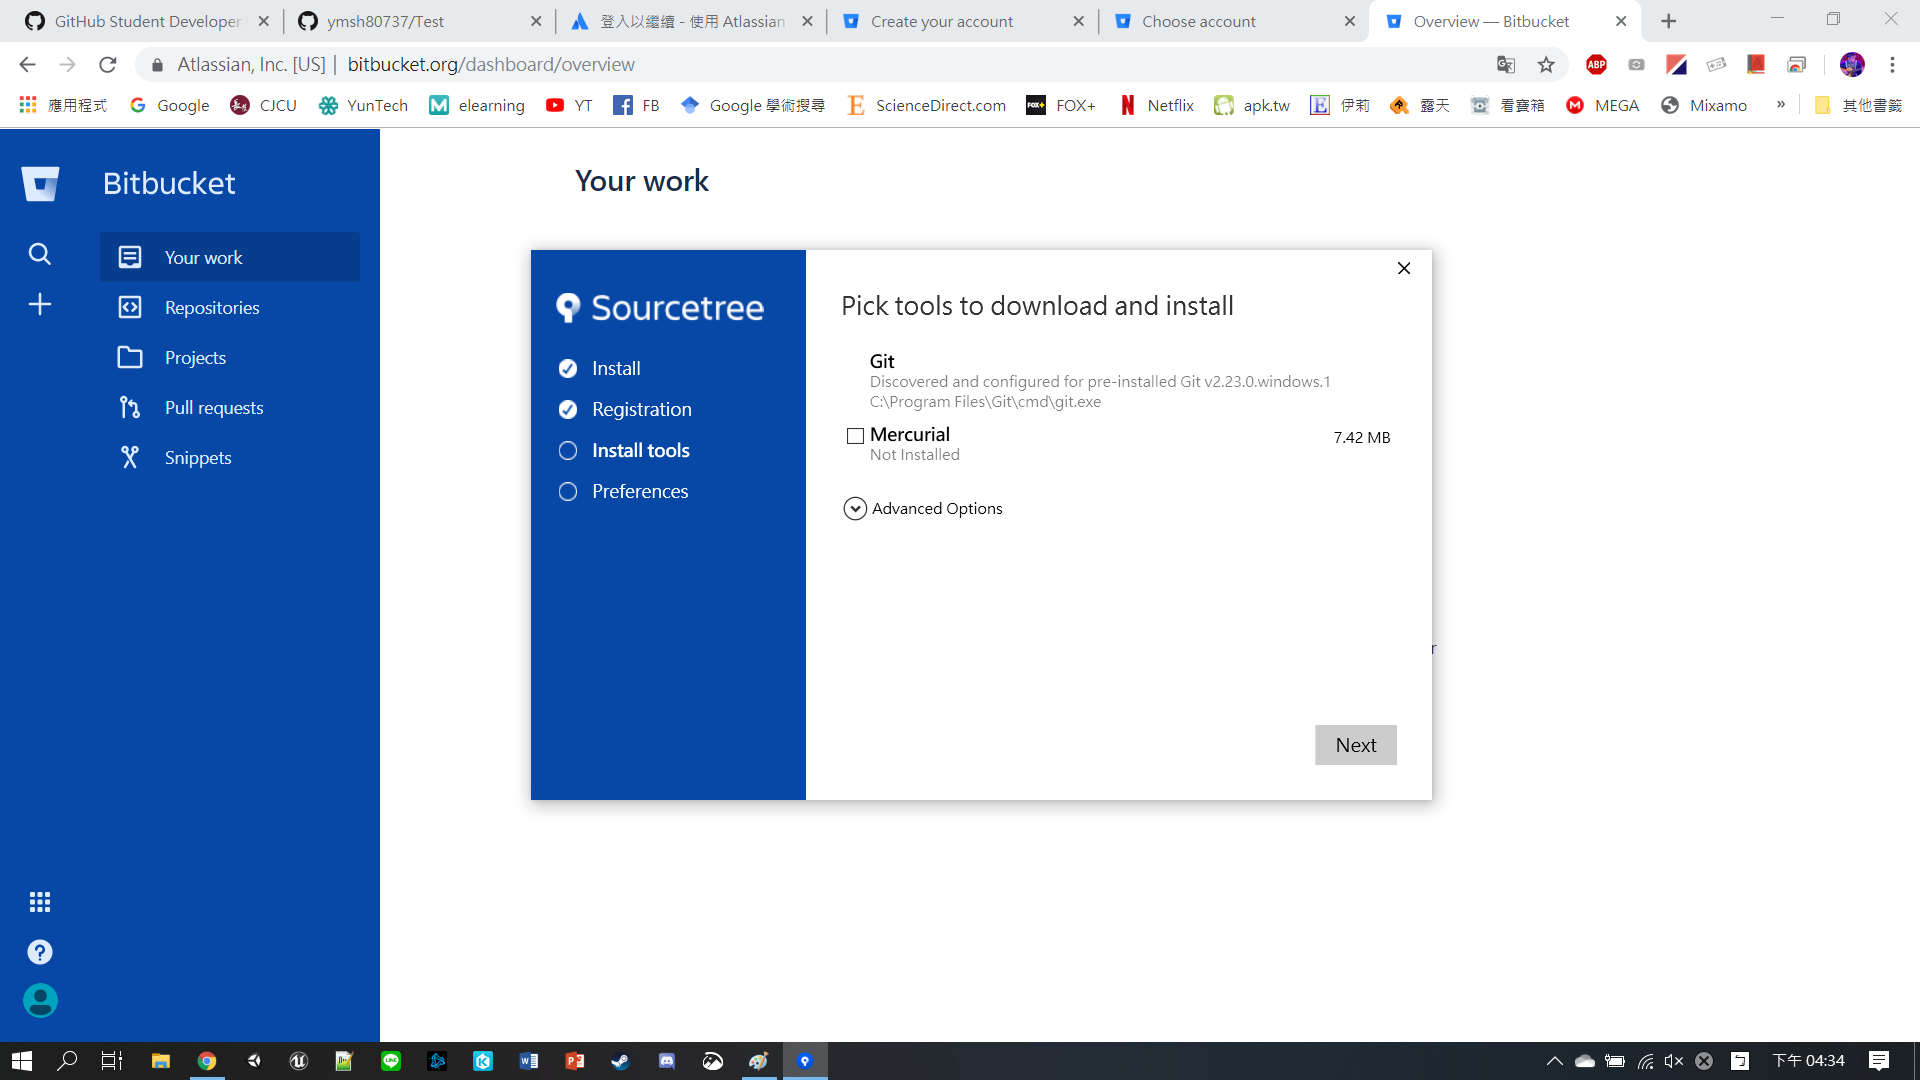 GitHub Student Developer
ymsh80737/Test
登入以繼續 - 使用 Atlassian
Create your account
Choose account
Overview — Bitbucket
Atlassian, Inc. [US] | bitbucket.org/dashboard/overview
應用程式
Google
CJCU
YunTech
elearning
YT
FB
Google 學術搜尋
ScienceDirect.com
FOX+
Netflix
apk.tw
伊莉
露天
看寶箱
MEGA
Mixamo
»
其他書籤
Bitbucket
Your work
Repositories
Projects
Pull requests
Snippets
Your work
Sourcetree
Install
Registration
Install tools
Preferences
Pick tools to download and install
Git
Discovered and configured for pre-installed Git v2.23.0.windows.1
C:\Program Files\Git\cmd\git.exe
Mercurial
7.42 MB
Not Installed
Advanced Options
r
Next
下午 04:34